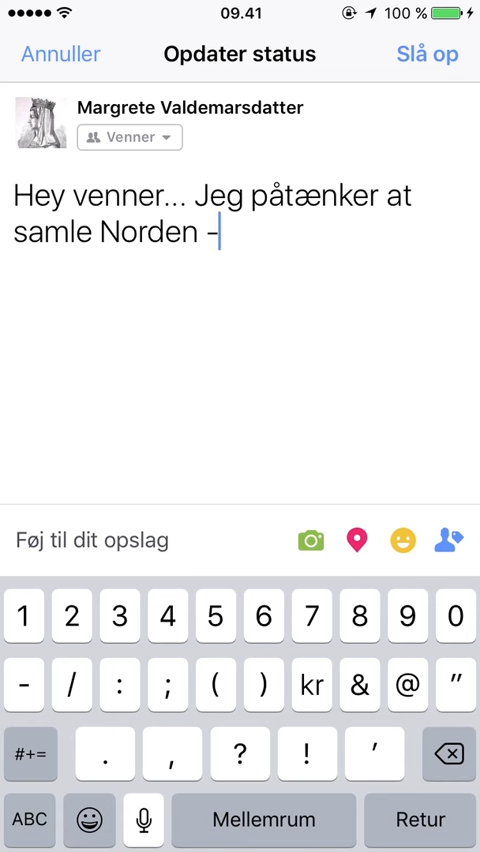 09.41
100 %
Annuller
Opdater status
Slå op
Margrete Valdemarsdatter
Venner
Hey venner... Jeg påtænker at
samle Norden -
Føj til dit opslag
1 2 3 4 5 6 7 8 9 0
- / : ; ( ) kr & @ "
#+= . , ? ! '
ABC Mellemrum Retur